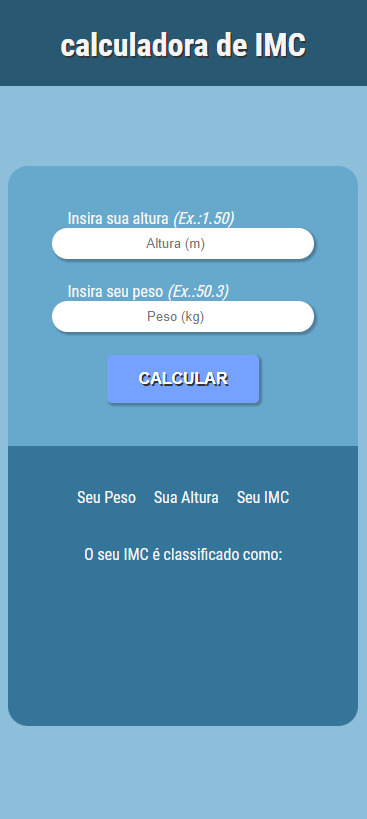 calculadora de IMC
Insira sua altura (Ex.:1.50)
Altura (m)
Insira seu peso (Ex.:50.3)
Peso (kg)
CALCULAR
Seu Peso Sua Altura Seu IMC
O seu IMC é classificado como: